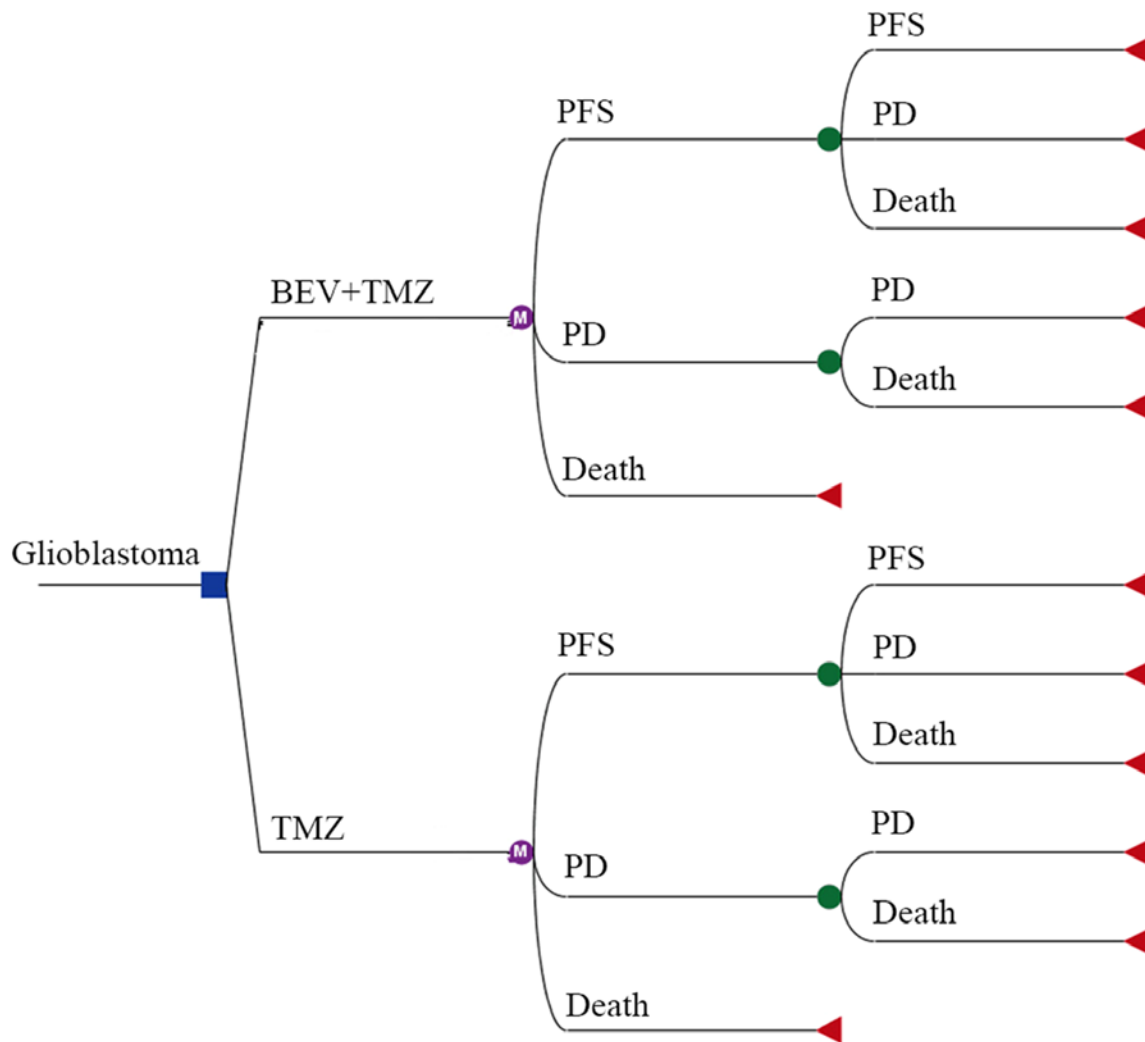 PFS
PFS
PD
Death
BEV+TMZ
PD
M
PD
Death
Death
Glioblastoma
PFS
PFS
PD
Death
TMZ
PD
M
PD
Death
Death